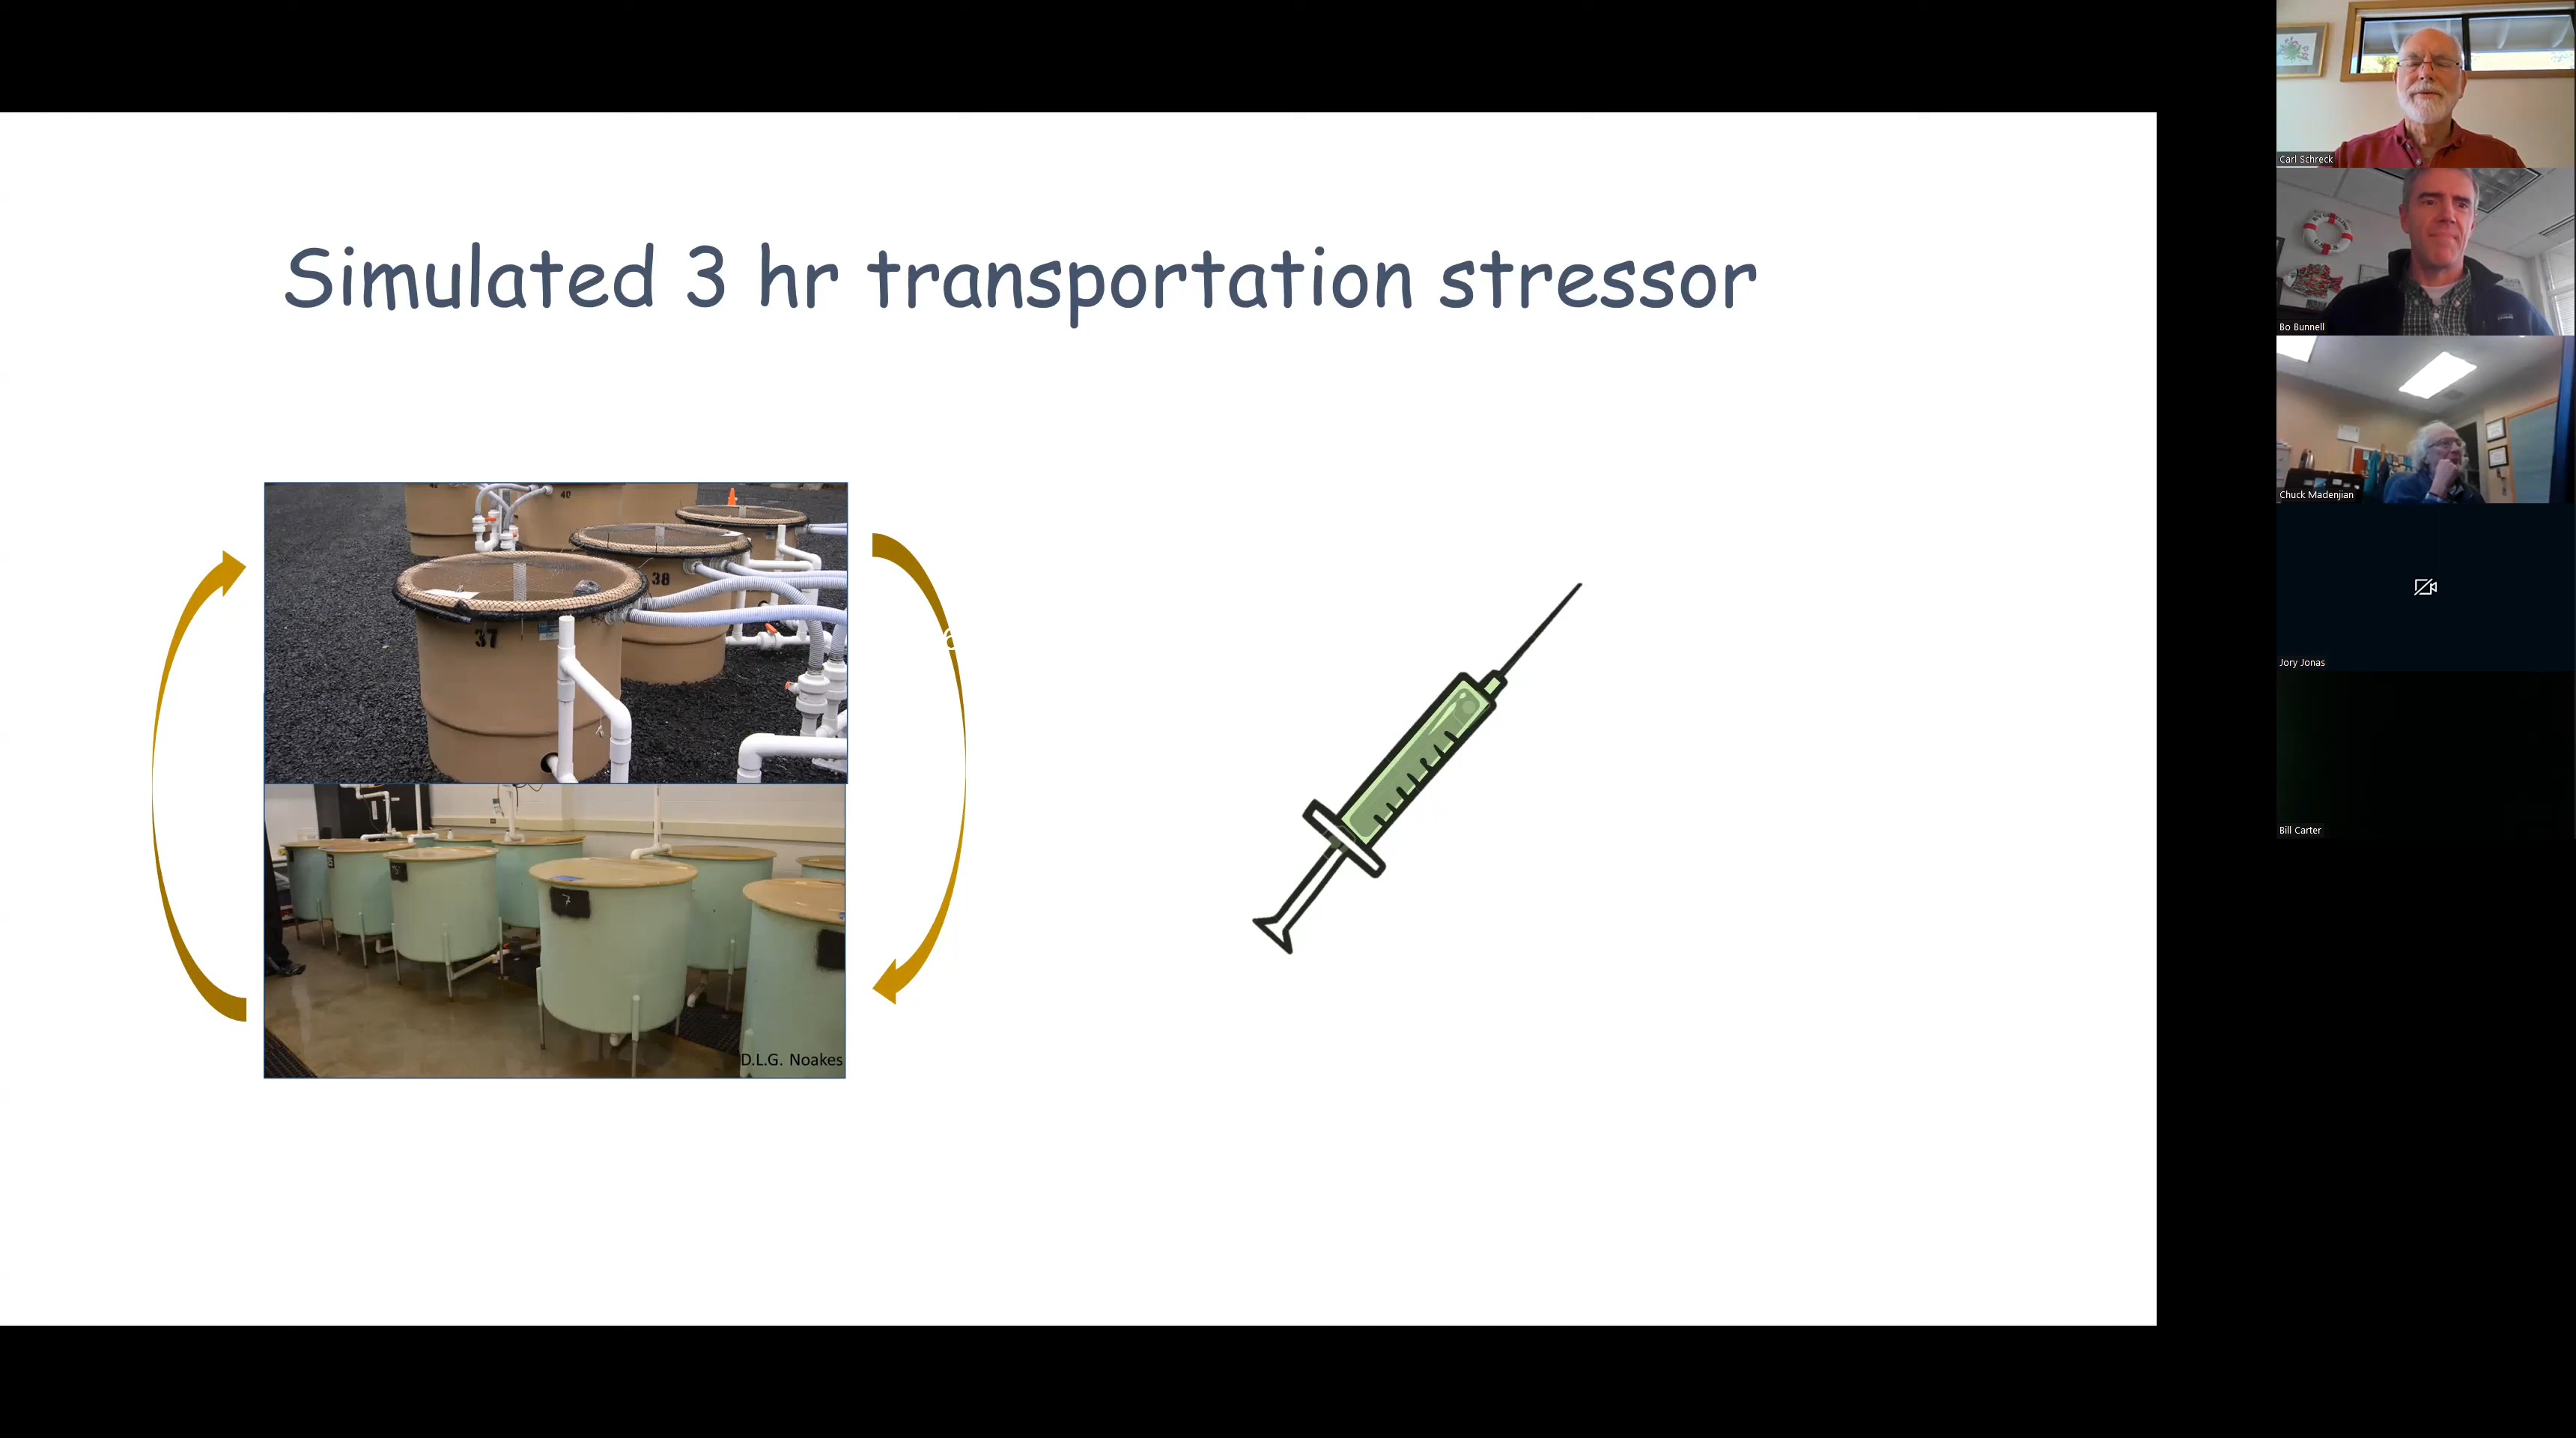 Simulated 3 hr transportation stressor
40
38
37
7
D.L.G. Noakes
Carl Schreck
Bo Bunnell
Chuck Madenjian
Jory Jonas
Bill Carter